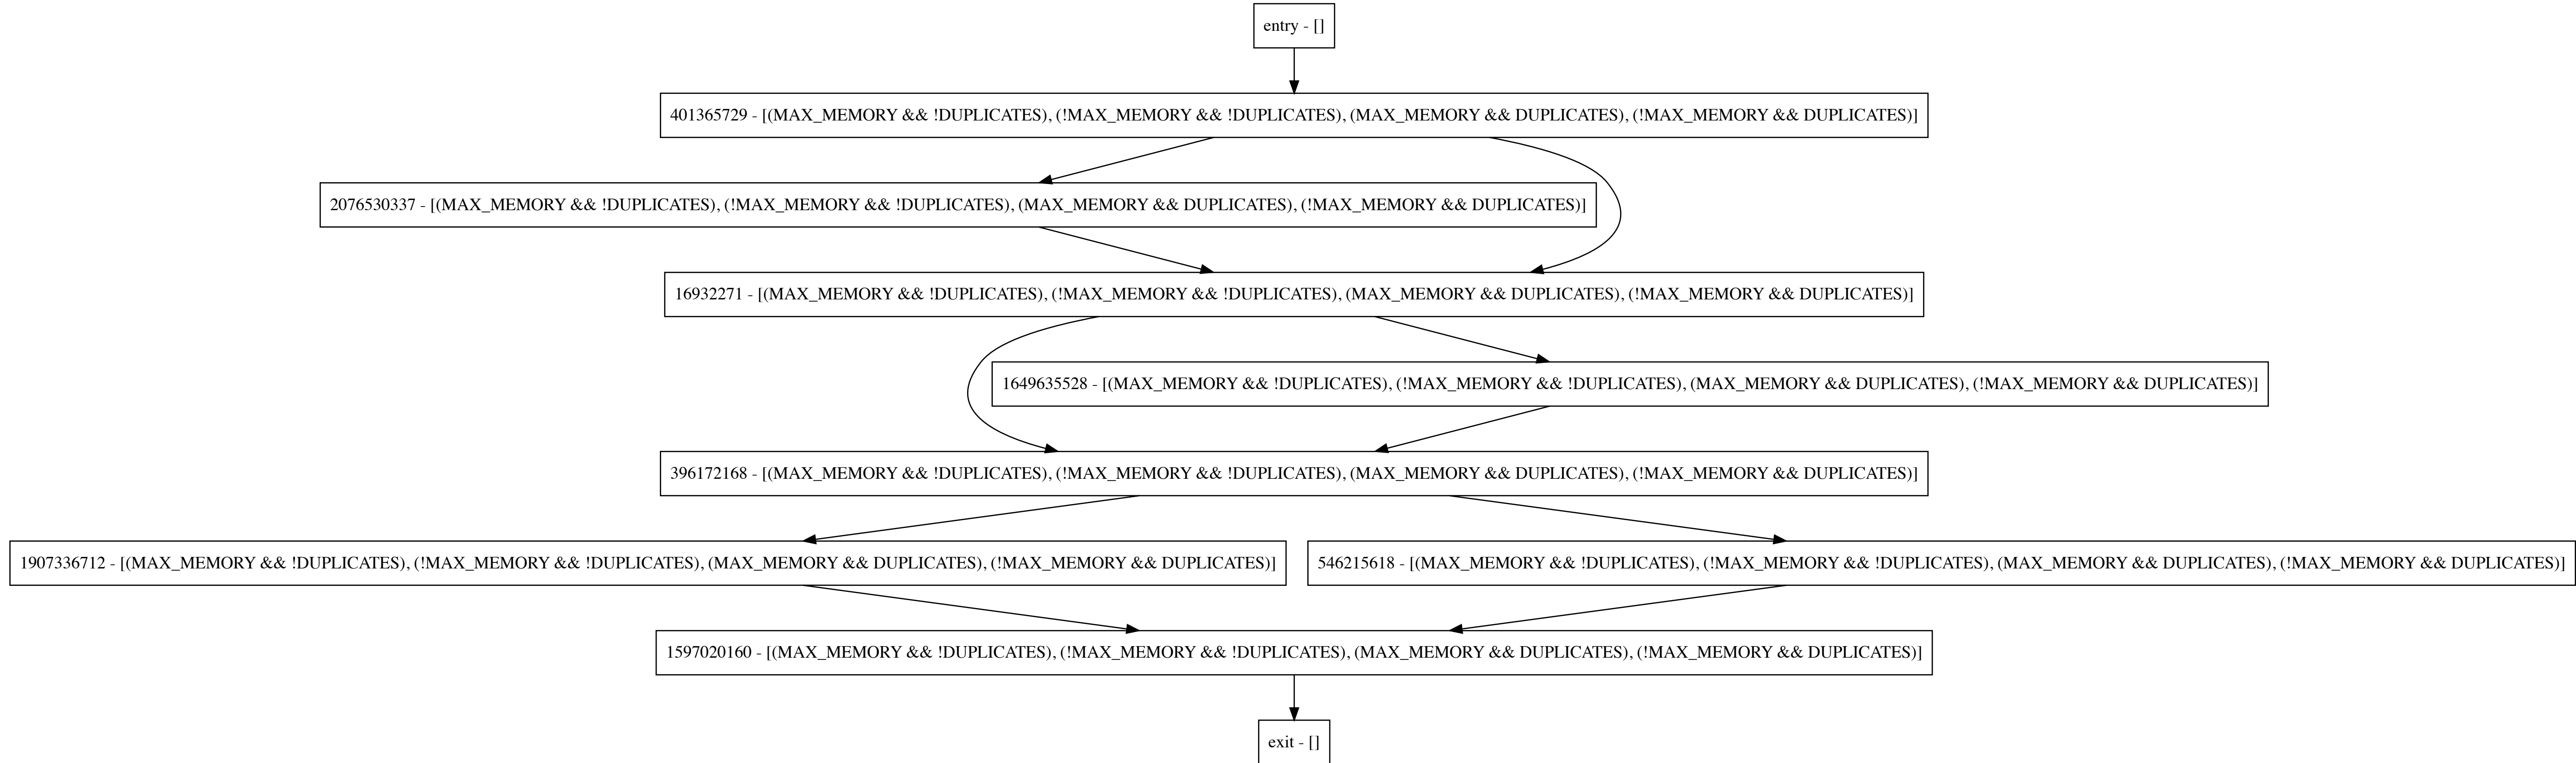 entry - []
401365729 - [(MAX_MEMORY && !DUPLICATES), (!MAX_MEMORY && !DUPLICATES), (MAX_MEMORY && DUPLICATES), (!MAX_MEMORY && DUPLICATES)]
2076530337 - [(MAX_MEMORY && !DUPLICATES), (!MAX_MEMORY && !DUPLICATES), (MAX_MEMORY && DUPLICATES), (!MAX_MEMORY && DUPLICATES)]
16932271 - [(MAX_MEMORY && !DUPLICATES), (!MAX_MEMORY && !DUPLICATES), (MAX_MEMORY && DUPLICATES), (!MAX_MEMORY && DUPLICATES)]
1649635528 - [(MAX_MEMORY && !DUPLICATES), (!MAX_MEMORY && !DUPLICATES), (MAX_MEMORY && DUPLICATES), (!MAX_MEMORY && DUPLICATES)]
396172168 - [(MAX_MEMORY && !DUPLICATES), (!MAX_MEMORY && !DUPLICATES), (MAX_MEMORY && DUPLICATES), (!MAX_MEMORY && DUPLICATES)]
1907336712 - [(MAX_MEMORY && !DUPLICATES), (!MAX_MEMORY && !DUPLICATES), (MAX_MEMORY && DUPLICATES), (!MAX_MEMORY && DUPLICATES)]
546215618 - [(MAX_MEMORY && !DUPLICATES), (!MAX_MEMORY && !DUPLICATES), (MAX_MEMORY && DUPLICATES), (!MAX_MEMORY && DUPLICATES)]
1597020160 - [(MAX_MEMORY && !DUPLICATES), (!MAX_MEMORY && !DUPLICATES), (MAX_MEMORY && DUPLICATES), (!MAX_MEMORY && DUPLICATES)]
exit - []